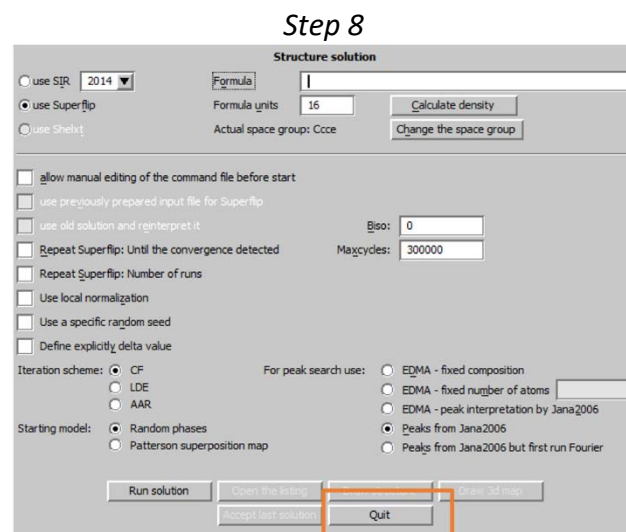 Step 8
Structure solution
use SIR 2014 Formula
use Superflip Formula units 16 Calculate density
use Shelxt Actual space group: Ccce Change the space group
allow manual editing of the command file before start
use previously prepared input file for Superflip
use old solution and reinterpret it Biso: 0
Repeat Superflip: Until the convergence detected Maxcycles: 300000
Repeat Superflip: Number of runs
Use local normalization
Use a specific random seed
Define explicitly delta value
Iteration scheme: CF For peak search use: EDMA - fixed composition
LDE EDMA - fixed number of atoms
AAR EDMA - peak interpretation by Jana2006
Starting model: Random phases Peaks from Jana2006
Patterson superposition map Peaks from Jana2006 but first run Fourier
Run solution Open the listing Draw 3d map
Accept last solution Quit